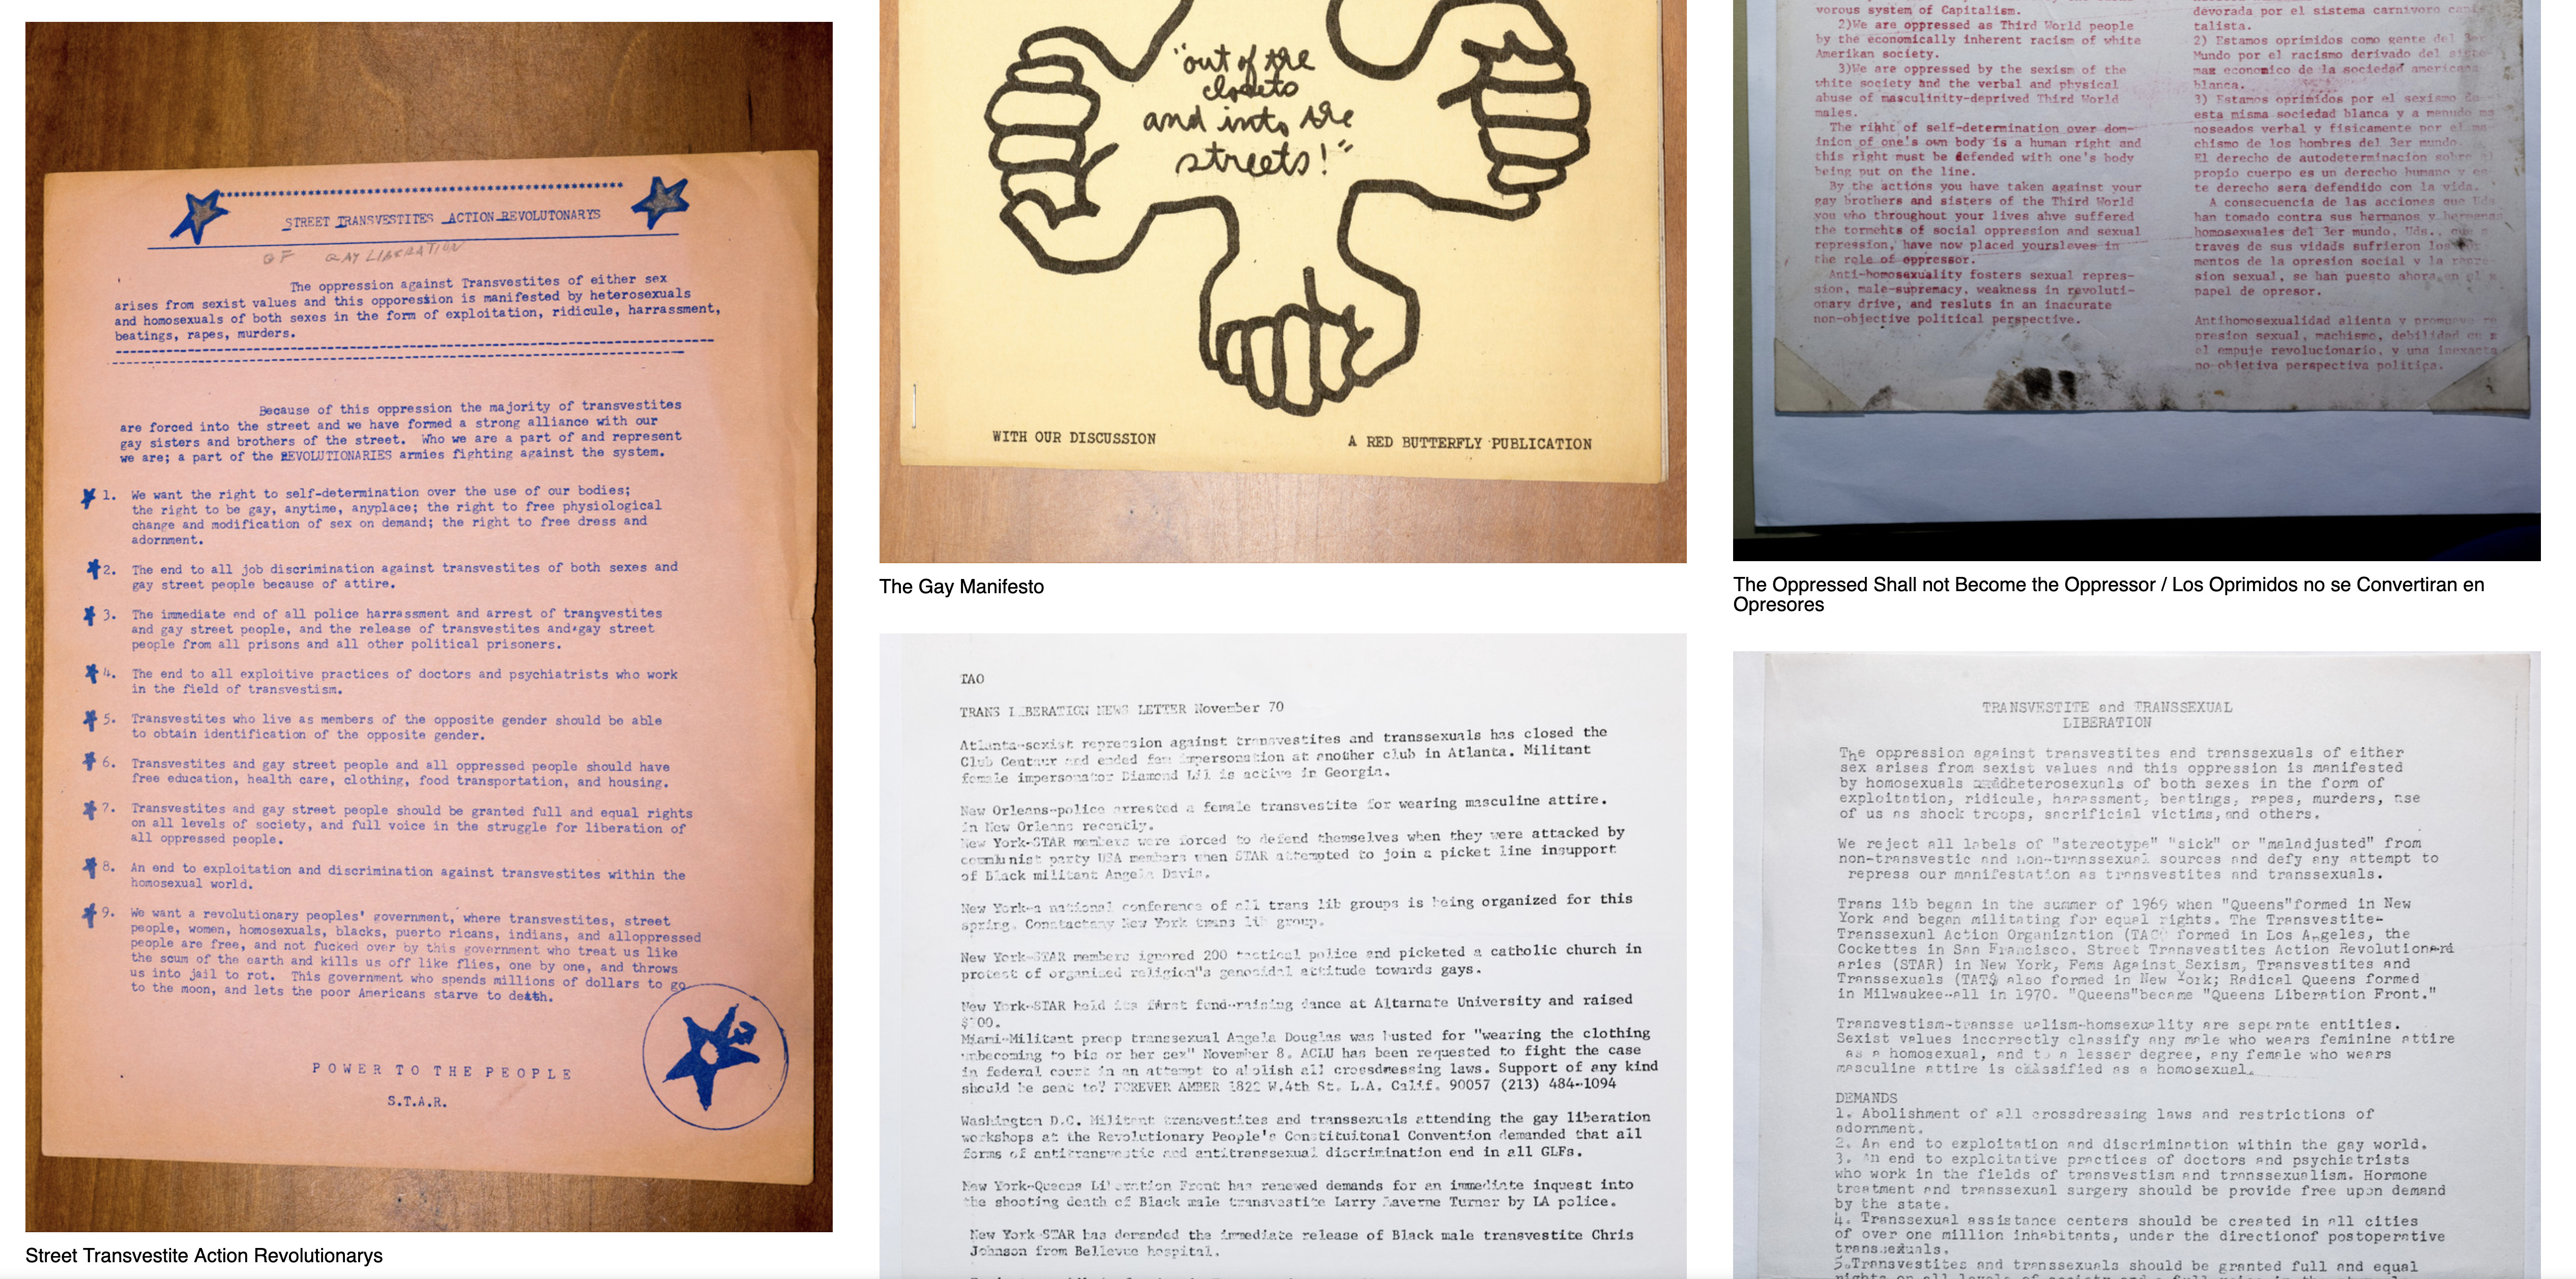 STREET TRANSVESTITES ACTION REVOLUTONARYS
OF GAY LIBERATION
The oppression against Transvestites of either sex
arises from sexist values and this opporession is manifested by heterosexuals
and homosexuals of both sexes in the form of exploitation, ridicule, harrassment,
beatings, rapes, murders.
Because of this oppression the majority of transvestites
are forced into the street and we have formed a strong alliance with our
gay sisters and brothers of the street. Who we are a part of and represent
we are; a part of the REVOLUTIONARIES armies fighting against the system.
1. We want the right to self-determination over the use of our bodies;
the right to be gay, anytime, anyplace; the right to free physiological
change and modification of sex on demand; the right to free dress and
adornment.
2. The end to all job discrimination against transvestites of both sexes and
gay street people because of attire.
3. The immediate end of all police harrassment and arrest of transvestites
and gay street people, and the release of transvestites and gay street
people from all prisons and all other political prisoners.
4. The end to all exploitive practices of doctors and psychiatrists who work
in the field of transvestism.
5. Transvestites who live as members of the opposite gender should be able
to obtain identification of the opposite gender.
6. Transvestites and gay street people and all oppressed people should have
free education, health care, clothing, food transportation, and housing.
7. Transvestites and gay street people should be granted full and equal rights
on all levels of society, and full voice in the struggle for liberation of
all oppressed people.
8. An end to exploitation and discrimination against transvestites within the
homosexual world.
9. We want a revolutionary peoples' government, where transvestites, street
people, women, homosexuals, blacks, puerto ricans, indians, and alloppressed
people are free, and not fucked over by this government who treat us like
the scum of the earth and kills us off like flies, one by one, and throws
us into jail to rot. This government who spends millions of dollars to go
to the moon, and lets the poor Americans starve to death.
POWER TO THE PEOPLE
S.T.A.R.
Street Transvestite Action Revolutionarys
"out of the
closets
and into the
streets!"
WITH OUR DISCUSSION
A RED BUTTERFLY PUBLICATION
The Gay Manifesto
TAO
TRANS LIBERATION NEWS LETTER November 70
Atlanta-sexist repression against transvestites and transsexuals has closed the
Club Centaur and ended fem impersonation at another club in Atlanta. Militant
female impersonator Diamond Lil is active in Georgia.
New Orleans-police arrested a female transvestite for wearing masculine attire.
in New Orleans recently.
New York-STAR members were forced to defend themselves when they were attacked by
communist party USA members when STAR attempted to join a picket line insupport
of Black militant Angela Davis.
New York-a national conference of all trans lib groups is being organized for this
spring. Conatactany New York trans lib group.
New York-STAR members ignored 200 tactical police and picketed a catholic church in
protest of organized religion"s genocidal attitude towards gays.
New York-STAR held its first fund-raising dance at Altarnate University and raised
Miami-Militant preop transsexual Angela Douglas was busted for "wearing the clothing
unbecoming to his or her sex" November 8. ACLU has been requested to fight the case
in federal court in an attempt to abolish all crossdressing laws. Support of any kind
should be sent to? FOREVER AMBER 1822 W.4th St. L.A. Calif. 90057 (213) 484-1094
Washington D.C. Militant transvestites and transsexuals attending the gay liberation
workshops at the Revolutionary People's Constituitonal Convention demanded that all
forms of antitransvestic and antitranssexual discrimination end in all GLFs.
New York-Queens Liberation Front has renewed demands for an immediate inquest into
the shooting death of Black male transvestite Larry Laverne Turner by LA police.
New York-STAR has demanded the immediate release of Black male transvestite Chris
Johnson from Bellevue hospital.
vorous system of Capitalism.
2)We are oppressed as Third World people
by the economically inherent racism of white
Amerikan society.
3)We are oppressed by the sexism of the
white society and the verbal and physical
abuse of masculinity-deprived Third World
males.
The right of self-determination over dom-
inion of one's own body is a human right and
this right must be defended with one's body
being put on the line.
By the actions you have taken against your
gay brothers and sisters of the Third World
you who throughout your lives ahve suffered
the torments of social oppression and sexual
repression, have now placed yoursleves in
the role of oppressor.
Anti-homosexuality fosters sexual repres-
sion, male-supremacy, weakness in revoluti-
onary drive, and resluts in an inacurate
non-objective political perspective.
devorada por el sistema carnivoro capi-
talista.
2) Estamos oprimidos como gente del 3er
Mundo por el racismo derivado del siste-
mas economico de la sociedad americana
blanca.
3) Estamos oprimidos por el sexismo de
esta misma sociedad blanca y a menudo ma
noseados verbal y fisicamente por el ma-
chismo de los hombres del 3er mundo.
El derecho de autodeterminacion sobre el
propio cuerpo es un derecho humano y es-
te derecho sera defendido con la vida.
A consecuencia de las acciones que Uds.
han tomado contra sus hermanos y hermanas
homosexuales del 3er mundo, Uds., que a
traves de sus vidads sufrieron los tor-
mentos de la opresion social y la repre-
sion sexual, se han puesto ahora en el
papel de opresor.
Antihomosexualidad alienta y promueve re
presion sexual, machismo, debilidad en
el empuje revolucionario, y una inexacta
no-objetiva perspectiva politica.
The Oppressed Shall not Become the Oppressor / Los Oprimidos no se Convertiran en
Opresores
TRANSVESTITE and TRANSSEXUAL
LIBERATION
The oppression against transvestites and transsexuals of either
sex arises from sexist values and this oppression is manifested
by homosexuals andheterosexuals of both sexes in the form of
exploitation, ridicule, harassment, beatings, rapes, murders, use
of us as shock troops, sacrificial victims,and others.
We reject all labels of "stereotype" "sick" or "maladjusted" from
non-transvestic and non-transsexual sources and defy any attempt to
repress our manifestation as transvestites and transsexuals.
Trans lib began in the summer of 1969 when "Queens"formed in New
York and began militating for equal rights. The Transvestite-
Transsexual Action Organization (TAO formed in Los Angeles, the
Cockettes in San Francisco, Street Transvestites Action Revolution
aries (STAR) in New York, Fems Against Sexism, Transvestites and
Transsexuals (TATS also formed in New York; Radical Queens formed
in Milwaukee-all in 1970. "Queens"became "Queens Liberation Front."
Transvestism-transse ualism-homsexuality are seperate entities.
Sexist values incorrectly classify any male who wears feminine attire
as a homosexual, and to a lesser degree, any female who wears
masculine attire is classified as a homosexual.
DEMANDS
1. Abolishment of all crossdressing laws and restrictions of
adornment.
2. An end to exploitation and discrimination within the gay world.
3. An end to exploitative practices of doctors and psychiatrists
who work in the fields of transvestism and transsexualism. Hormone
treatment and transsexual surgery should be provide free upon demand
by the state.
4. Transsexual assistance centers should be created in all cities
of over one million inhabitants, under the directionof postoperative
transsexuals.
5.Transvestites and transsexuals should be granted full and equal
rights on all levels of society and a full voice in the struggle